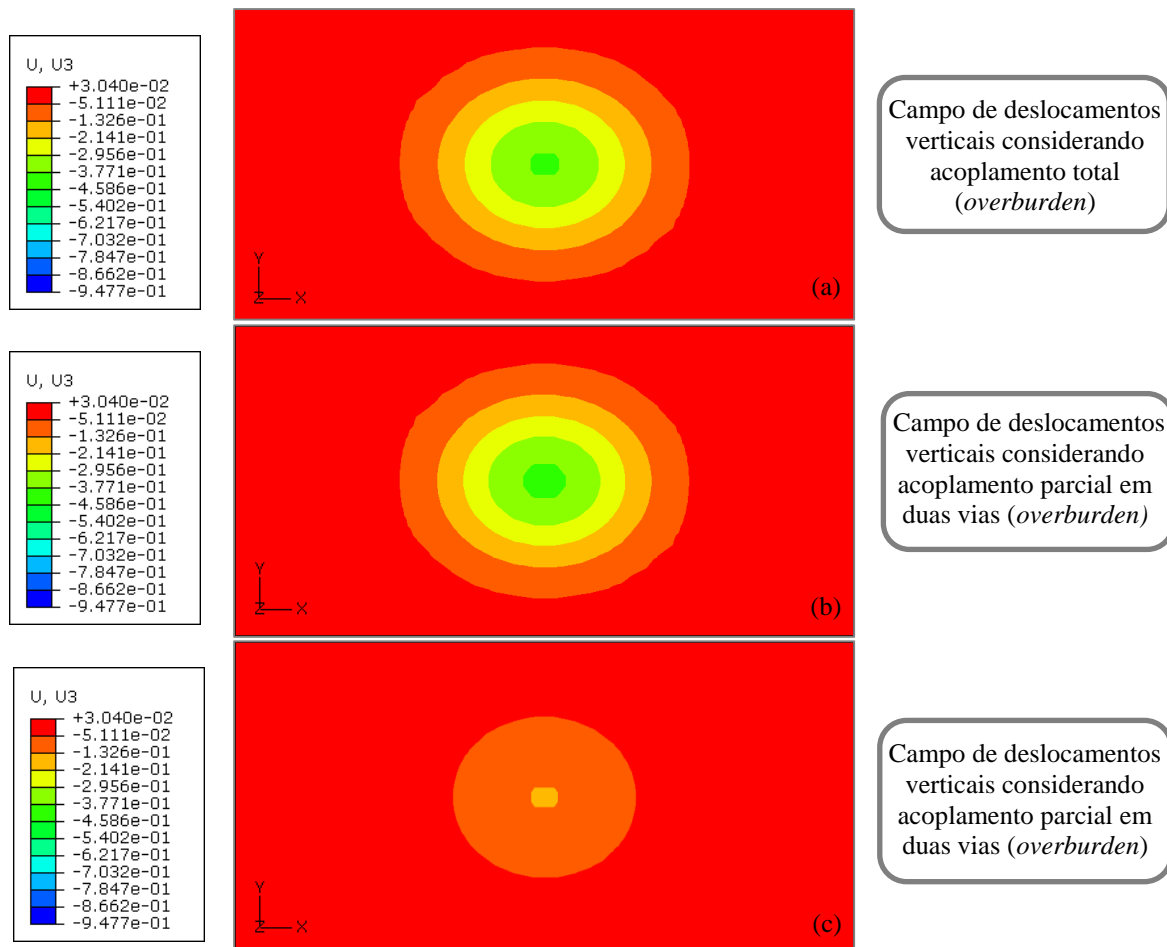 U, U3
+3.040e-02
-5.111e-02
-1.326e-01
-2.141e-01
-2.956e-01
-3.771e-01
-4.586e-01
-5.402e-01
-6.217e-01
-7.032e-01
-7.847e-01
-8.662e-01
-9.477e-01
Y
Z X
(a)
Campo de deslocamentos
verticais considerando
acoplamento total
(overburden)
U, U3
+3.040e-02
-5.111e-02
-1.326e-01
-2.141e-01
-2.956e-01
-3.771e-01
-4.586e-01
-5.402e-01
-6.217e-01
-7.032e-01
-7.847e-01
-8.662e-01
-9.477e-01
Y
Z X
(b)
Campo de deslocamentos
verticais considerando
acoplamento parcial em
duas vias (overburden)
U, U3
+3.040e-02
-5.111e-02
-1.326e-01
-2.141e-01
-2.956e-01
-3.771e-01
-4.586e-01
-5.402e-01
-6.217e-01
-7.032e-01
-7.847e-01
-8.662e-01
-9.477e-01
Y
Z X
(c)
Campo de deslocamentos
verticais considerando
acoplamento parcial em
duas vias (overburden)